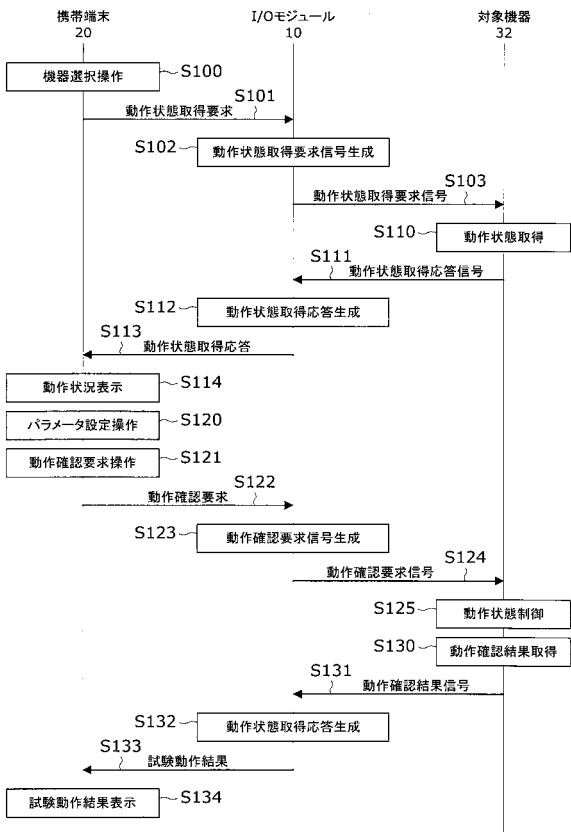 携帯端末 I/Oモジュール 対象機器
20 10 32
機器選択操作 S100
S101
動作状態取得要求
S102 動作状態取得要求信号生成
S103
動作状態取得要求信号
S110 動作状態取得
S111
動作状態取得応答信号
S112 動作状態取得応答生成
S113
動作状態取得応答
動作状況表示 S114
パラメータ設定操作 S120
動作確認要求操作 S121
S122
動作確認要求
S123 動作確認要求信号生成
S124
動作確認要求信号
S125 動作状態制御
S130 動作確認結果取得
S131
動作確認結果信号
S132 動作状態取得応答生成
S133
試験動作結果
試験動作結果表示 S134